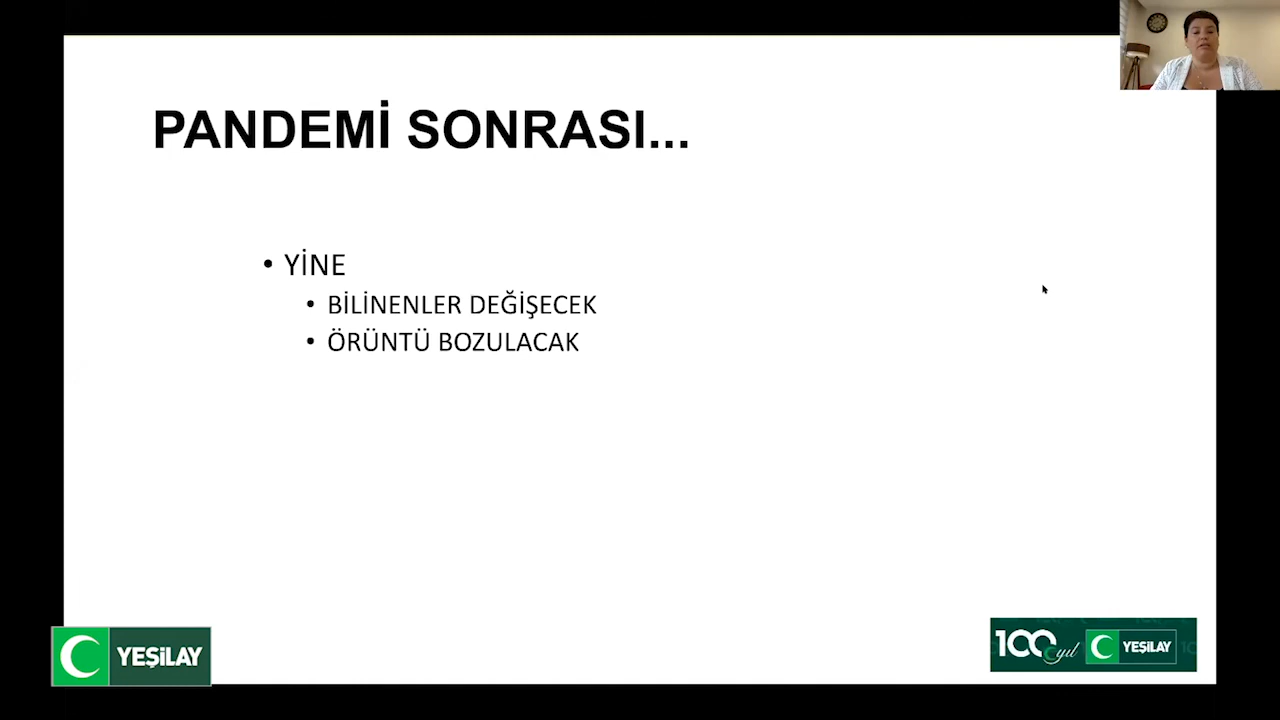 PANDEMİ SONRASI...
• YİNE
• BİLİNENLER DEĞİŞECEK
• ÖRÜNTÜ BOZULACAK
YEŞİLAY
100 yıl YEŞİLAY